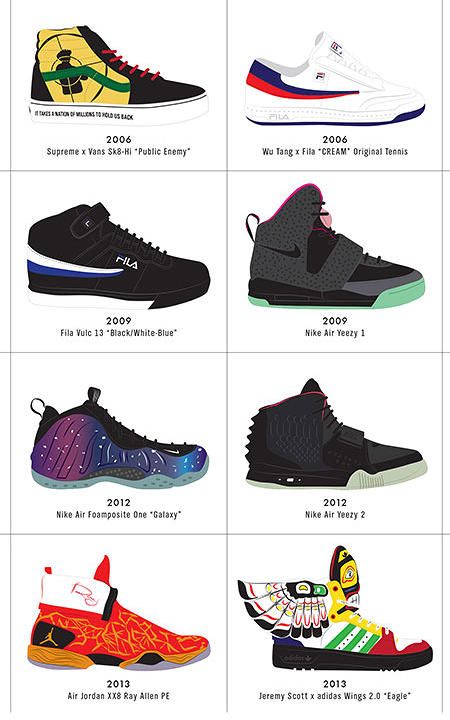 IT TAKES A NATION OF MILLIONS TO HOLD US BACK
2006
Supreme x Vans Sk8-Hi “Public Enemy”
FILA
2006
Wu Tang x Fila “CREAM” Original Tennis
FILA
2009
Fila Vulc 13 “Black/White-Blue”
2009
Nike Air Yeezy 1
2012
Nike Air Foamposite One “Galaxy”
2012
Nike Air Yeezy 2
2013
Air Jordan XX8 Ray Allen PE
adidas
2013
Jeremy Scott x adidas Wings 2.0 “Eagle”